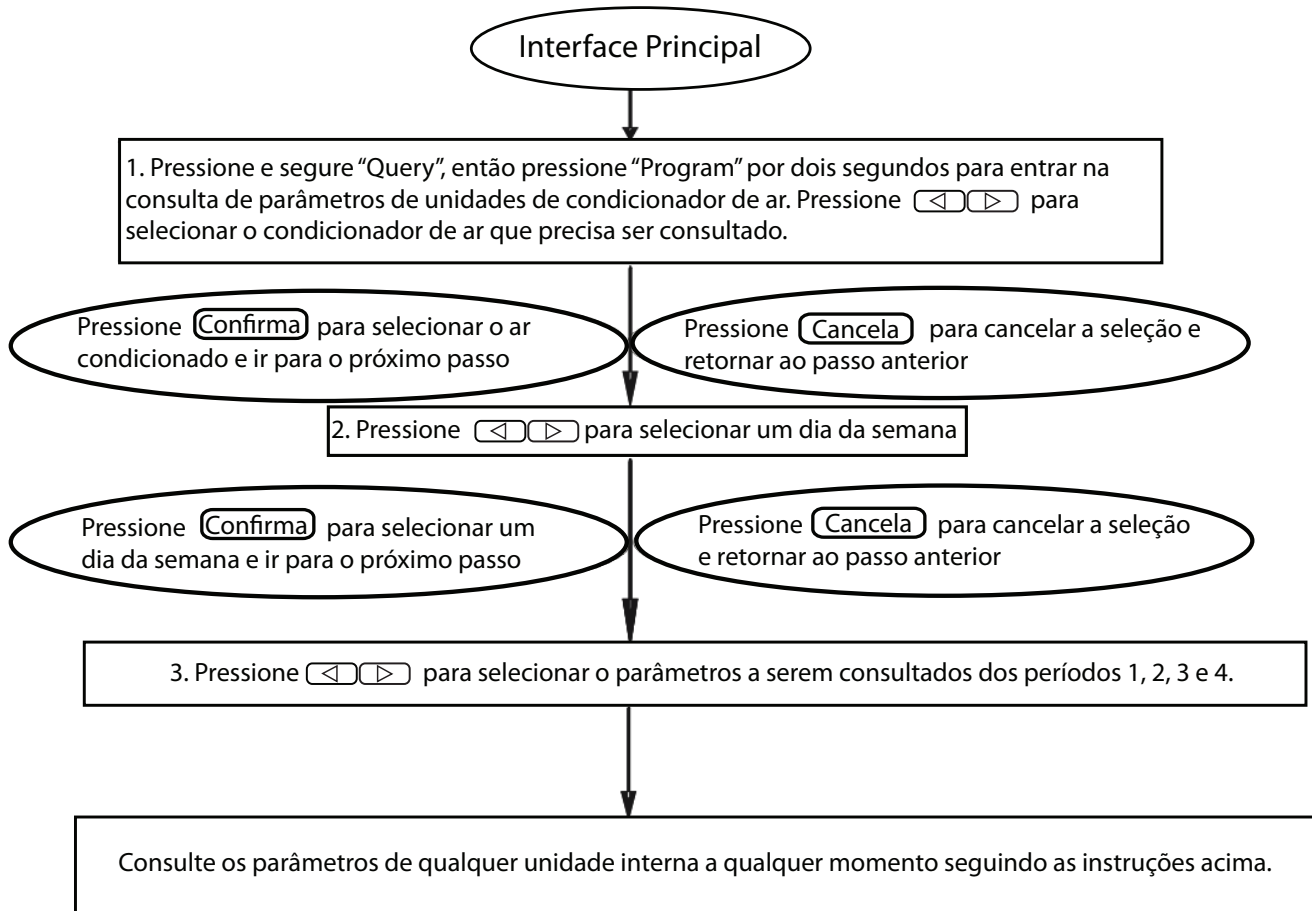 Interface Principal
1. Pressione e segure “Query”, então pressione “Program” por dois segundos para entrar na
consulta de parâmetros de unidades de condicionador de ar. Pressione ◁ ▷ para
selecionar o condicionador de ar que precisa ser consultado.
Pressione Confirma para selecionar o ar
condicionado e ir para o próximo passo
Pressione Cancela para cancelar a seleção e
retornar ao passo anterior
2. Pressione ◁ ▷ para selecionar um dia da semana
Pressione Confirma para selecionar um
dia da semana e ir para o próximo passo
Pressione Cancela para cancelar a seleção
e retornar ao passo anterior
3. Pressione ◁ ▷ para selecionar o parâmetros a serem consultados dos períodos 1, 2, 3 e 4.
Consulte os parâmetros de qualquer unidade interna a qualquer momento seguindo as instruções acima.